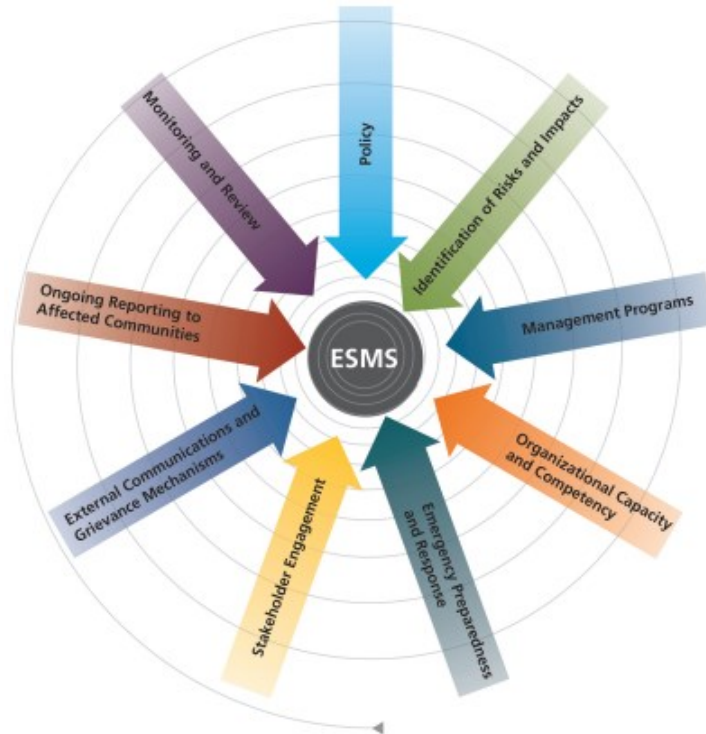 Policy
Identification of Risks and Impacts
Management Programs
Organizational Capacity
and Competency
Emergency Preparedness
and Response
Stakeholder Engagement
External Communications and
Grievance Mechanisms
Ongoing Reporting to
Affected Communities
Monitoring and Review
ESMS